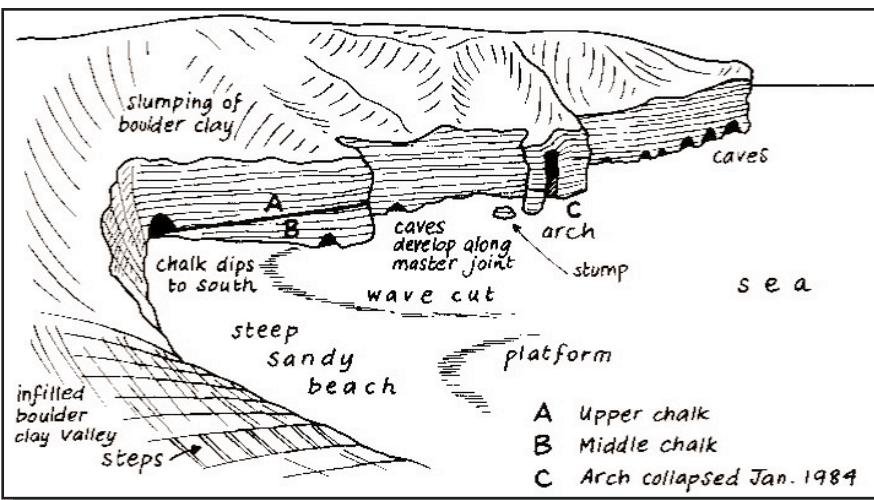 slumping of
boulder clay
A
B
caves
C
arch
caves
develop along
master joint
stump
chalk dips
to south
wave cut
sea
steep
sandy
beach
platform
infilled
boulder
clay valley
steps
A Upper chalk
B Middle chalk
C Arch collapsed Jan. 1984